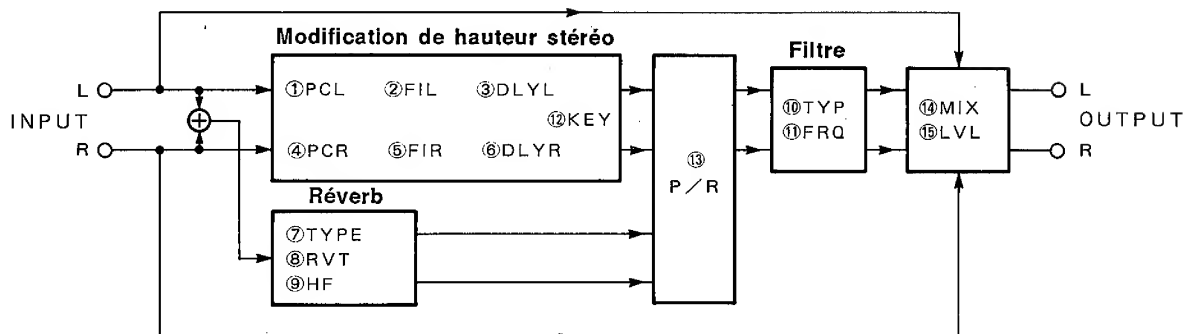 Modification de hauteur stéréo
Filtre
INPUT
L
R
①PCL ②FIL ③DLYL
⑫KEY
④PCR ⑤FIR ⑥DLYR
⑬
P/R
⑩TYP
⑪FRQ
⑭MIX
⑮LVL
L
OUTPUT
R
Réverb
⑦TYPE
⑧RVT
⑨HF